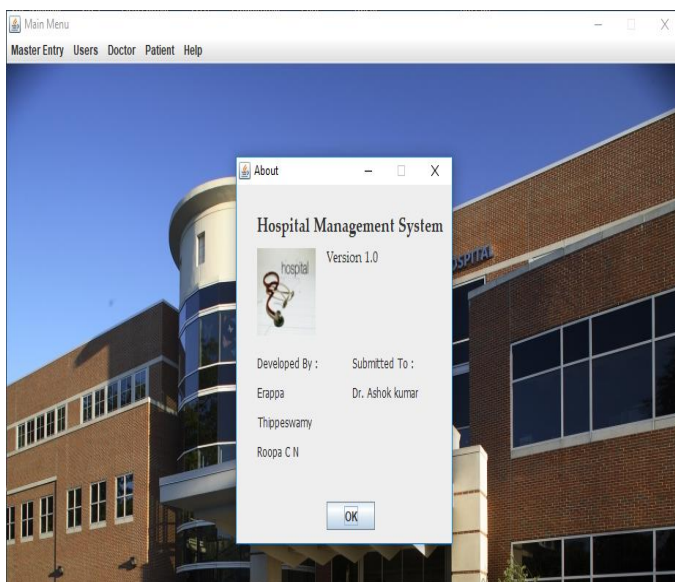 Main Menu
Master Entry Users Doctor Patient Help
About
Hospital Management System
hospital
Version 1.0
Developed By : Submitted To :
Erappa Dr. Ashok kumar
Thippeswamy
Roopa C N
OK